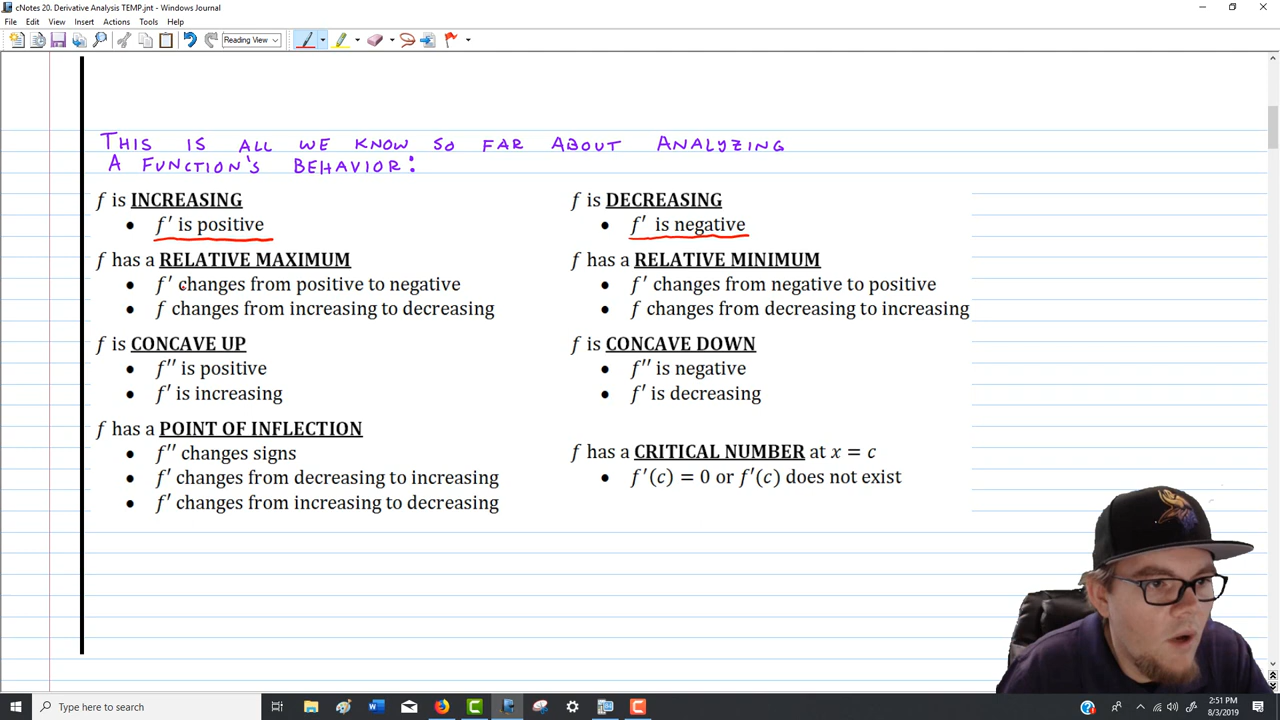 cNotes 20. Derivative Analysis TEMP.jnt - Windows Journal
File Edit View Insert Actions Tools Help
Reading View
THIS IS ALL WE KNOW SO FAR ABOUT ANALYZING
A FUNCTION'S BEHAVIOR:
f is INCREASING
• f′ is positive
f has a RELATIVE MAXIMUM
• f′ changes from positive to negative
• f changes from increasing to decreasing
f is CONCAVE UP
• f′′ is positive
• f′ is increasing
f has a POINT OF INFLECTION
• f′′ changes signs
• f′ changes from decreasing to increasing
• f′ changes from increasing to decreasing
f is DECREASING
• f′ is negative
f has a RELATIVE MINIMUM
• f′ changes from negative to positive
• f changes from decreasing to increasing
f is CONCAVE DOWN
• f′′ is negative
• f′ is decreasing
f has a CRITICAL NUMBER at x = c
• f′(c) = 0 or f′(c) does not exist
Type here to search
2:51 PM
8/3/2019